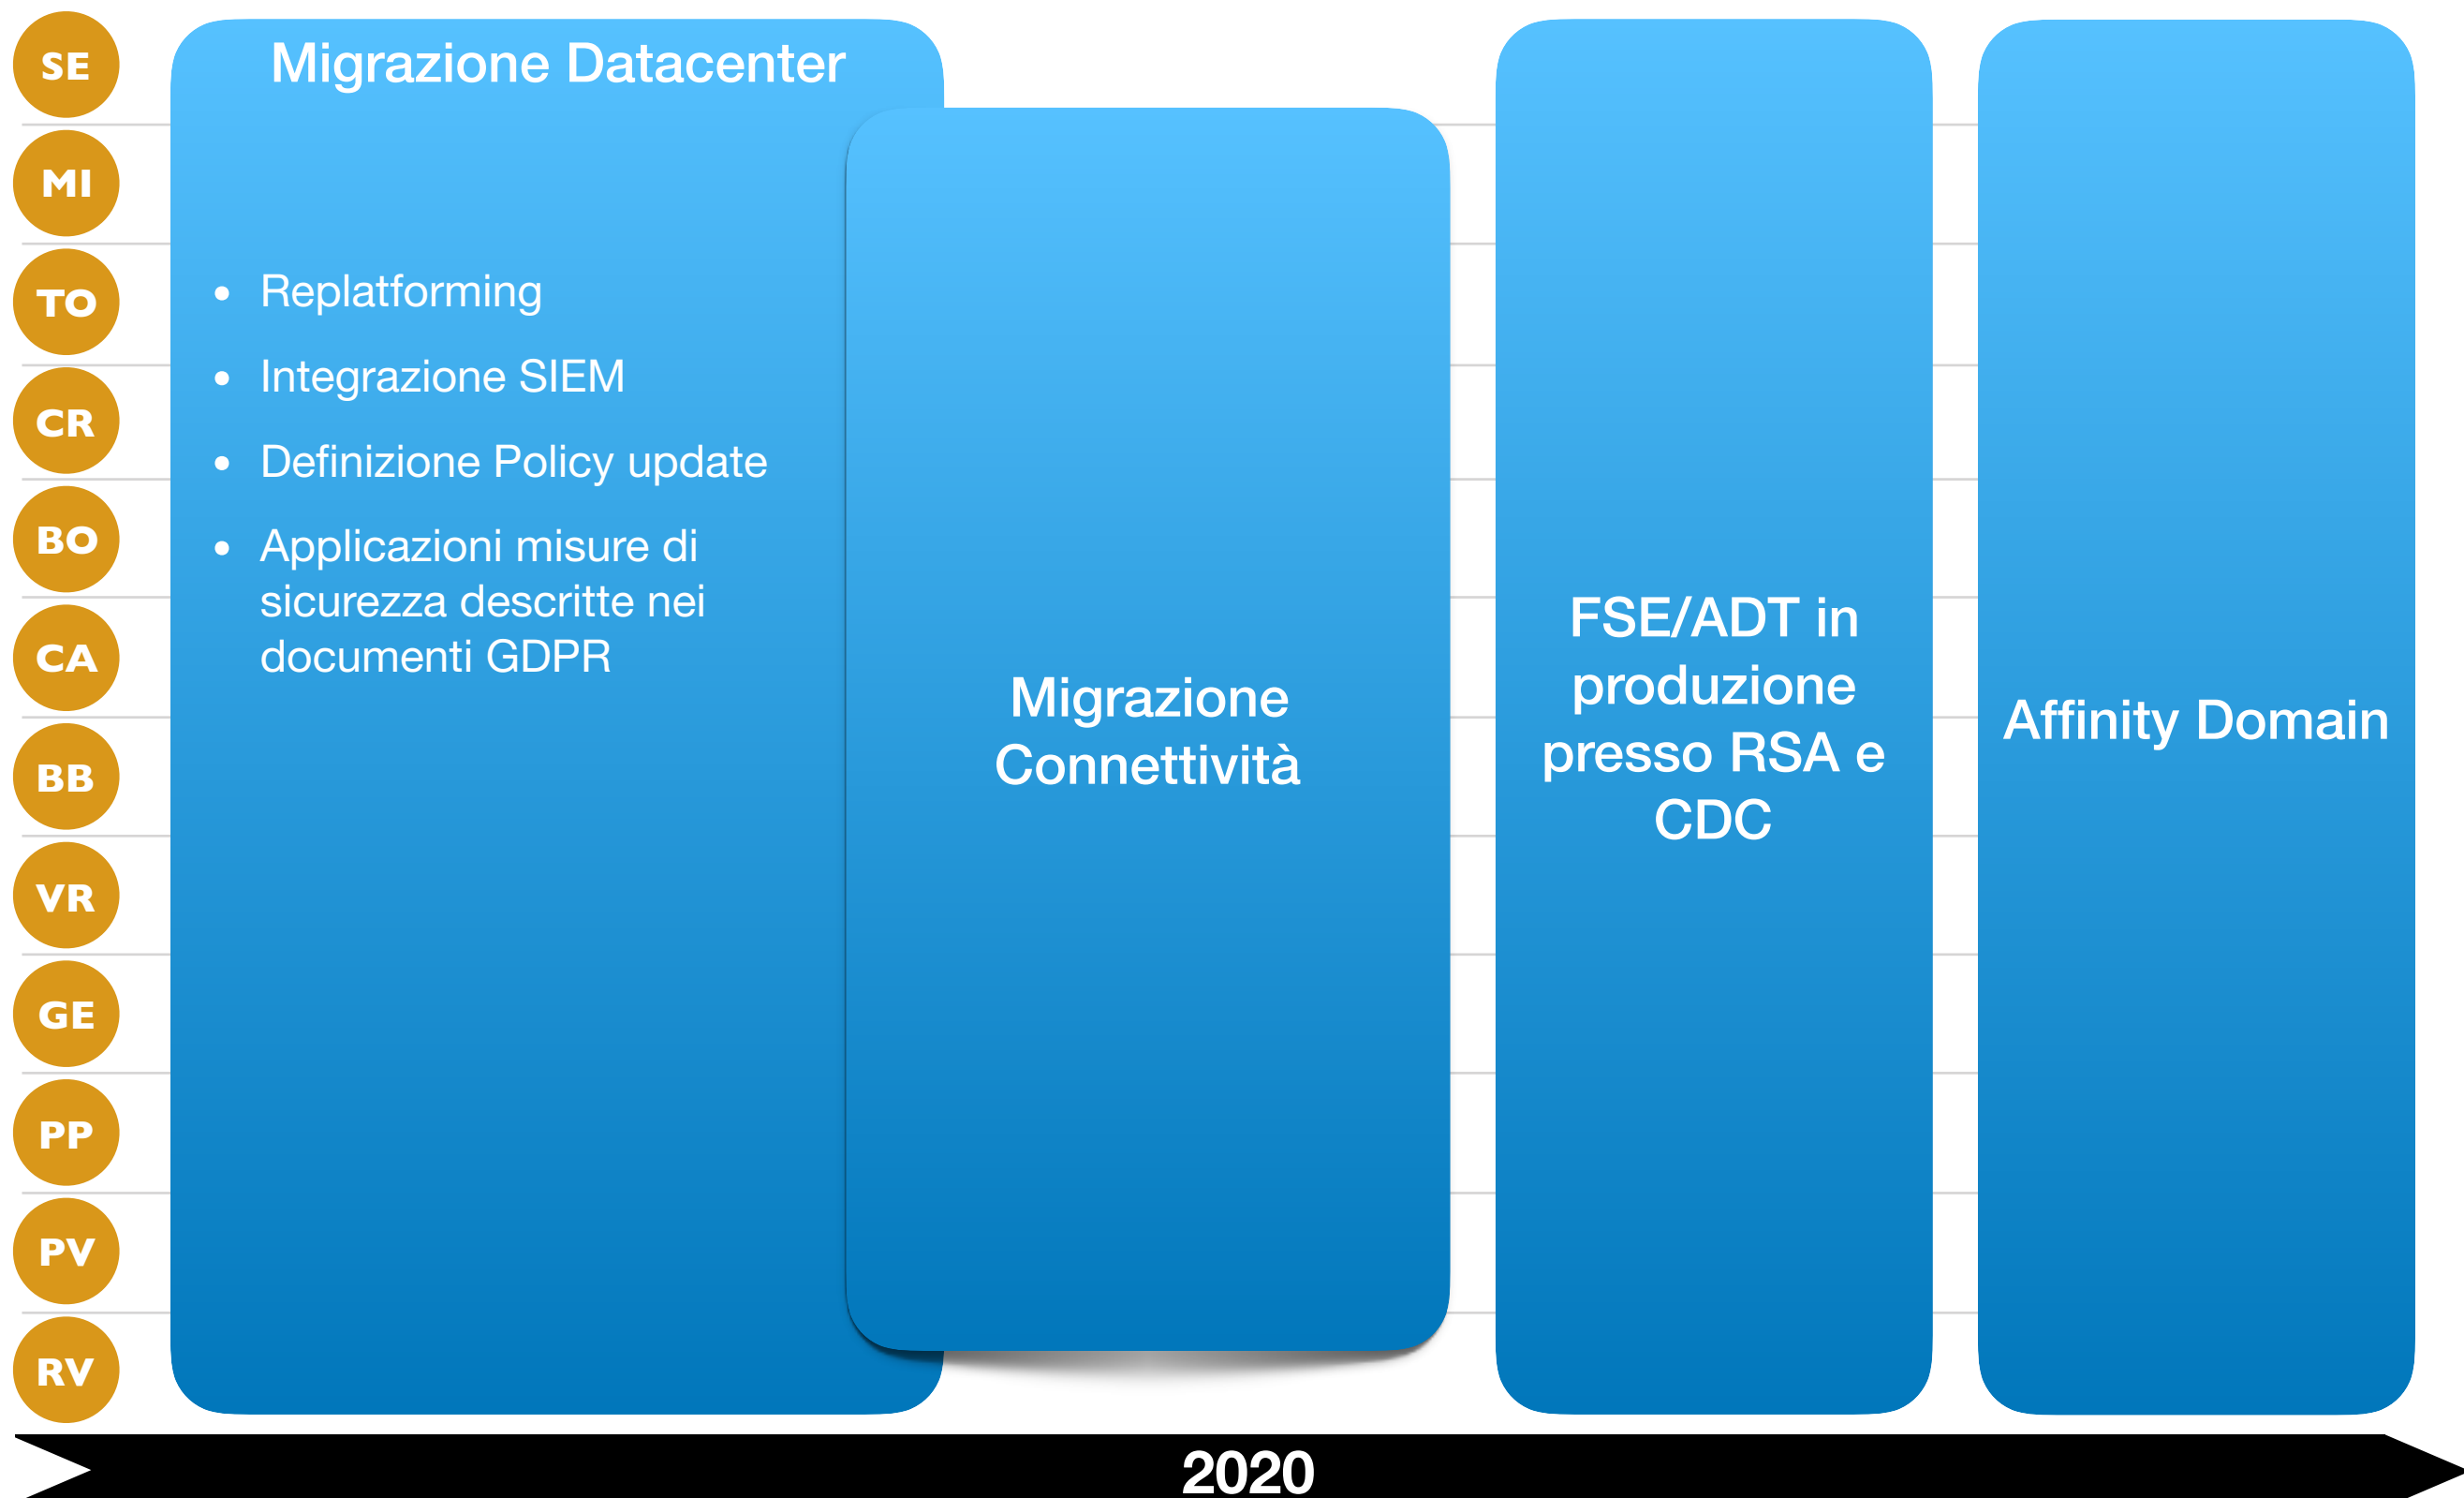 SE
MI
TO
CR
BO
CA
BB
VR
GE
PP
PV
RV
Migrazione Datacenter
• Replatforming
• Integrazione SIEM
• Definizione Policy update
• Applicazioni misure di
sicurezza descritte nei
documenti GDPR
Migrazione
Connettività
FSE/ADT in
produzione
presso RSA e
CDC
Affinity Domain
2020